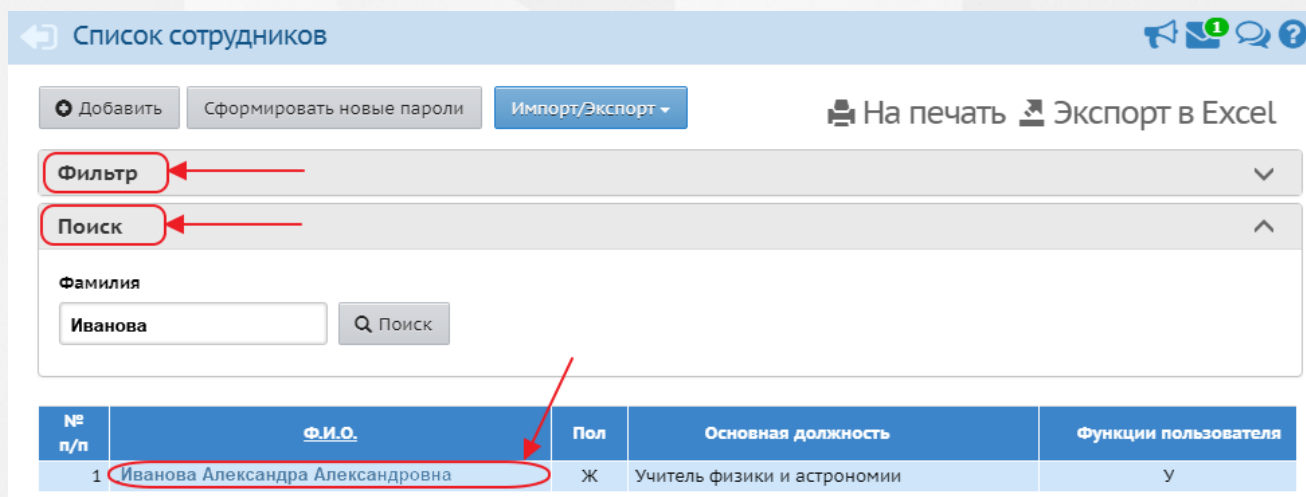 Список сотрудников 1 ?
Добавить Сформировать новые пароли Импорт/Экспорт На печать Экспорт в Excel
Фильтр
Поиск
Фамилия
Иванова Поиск
№ п/п Ф.И.О. Пол Основная должность Функции пользователя
1 Иванова Александра Александровна Ж Учитель физики и астрономии У